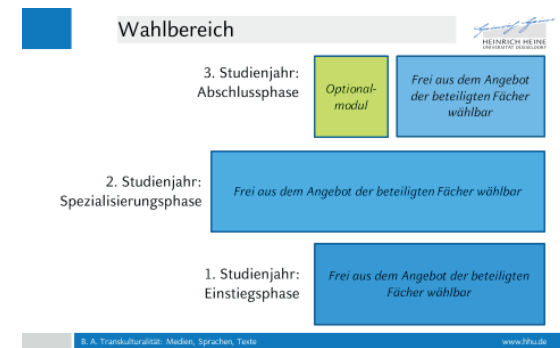 Wahlbereich
HEINRICH HEINE
UNIVERSITÄT DÜSSELDORF
3. Studienjahr:
Abschlussphase
Optional-
modul
Frei aus dem Angebot
der beteiligten Fächer
wählbar
2. Studienjahr:
Spezialisierungsphase
Frei aus dem Angebot der beteiligten Fächer wählbar
1. Studienjahr:
Einstiegsphase
Frei aus dem Angebot der beteiligten
Fächer wählbar
B. A. Transkulturalität: Medien, Sprachen, Texte
www.hhu.de